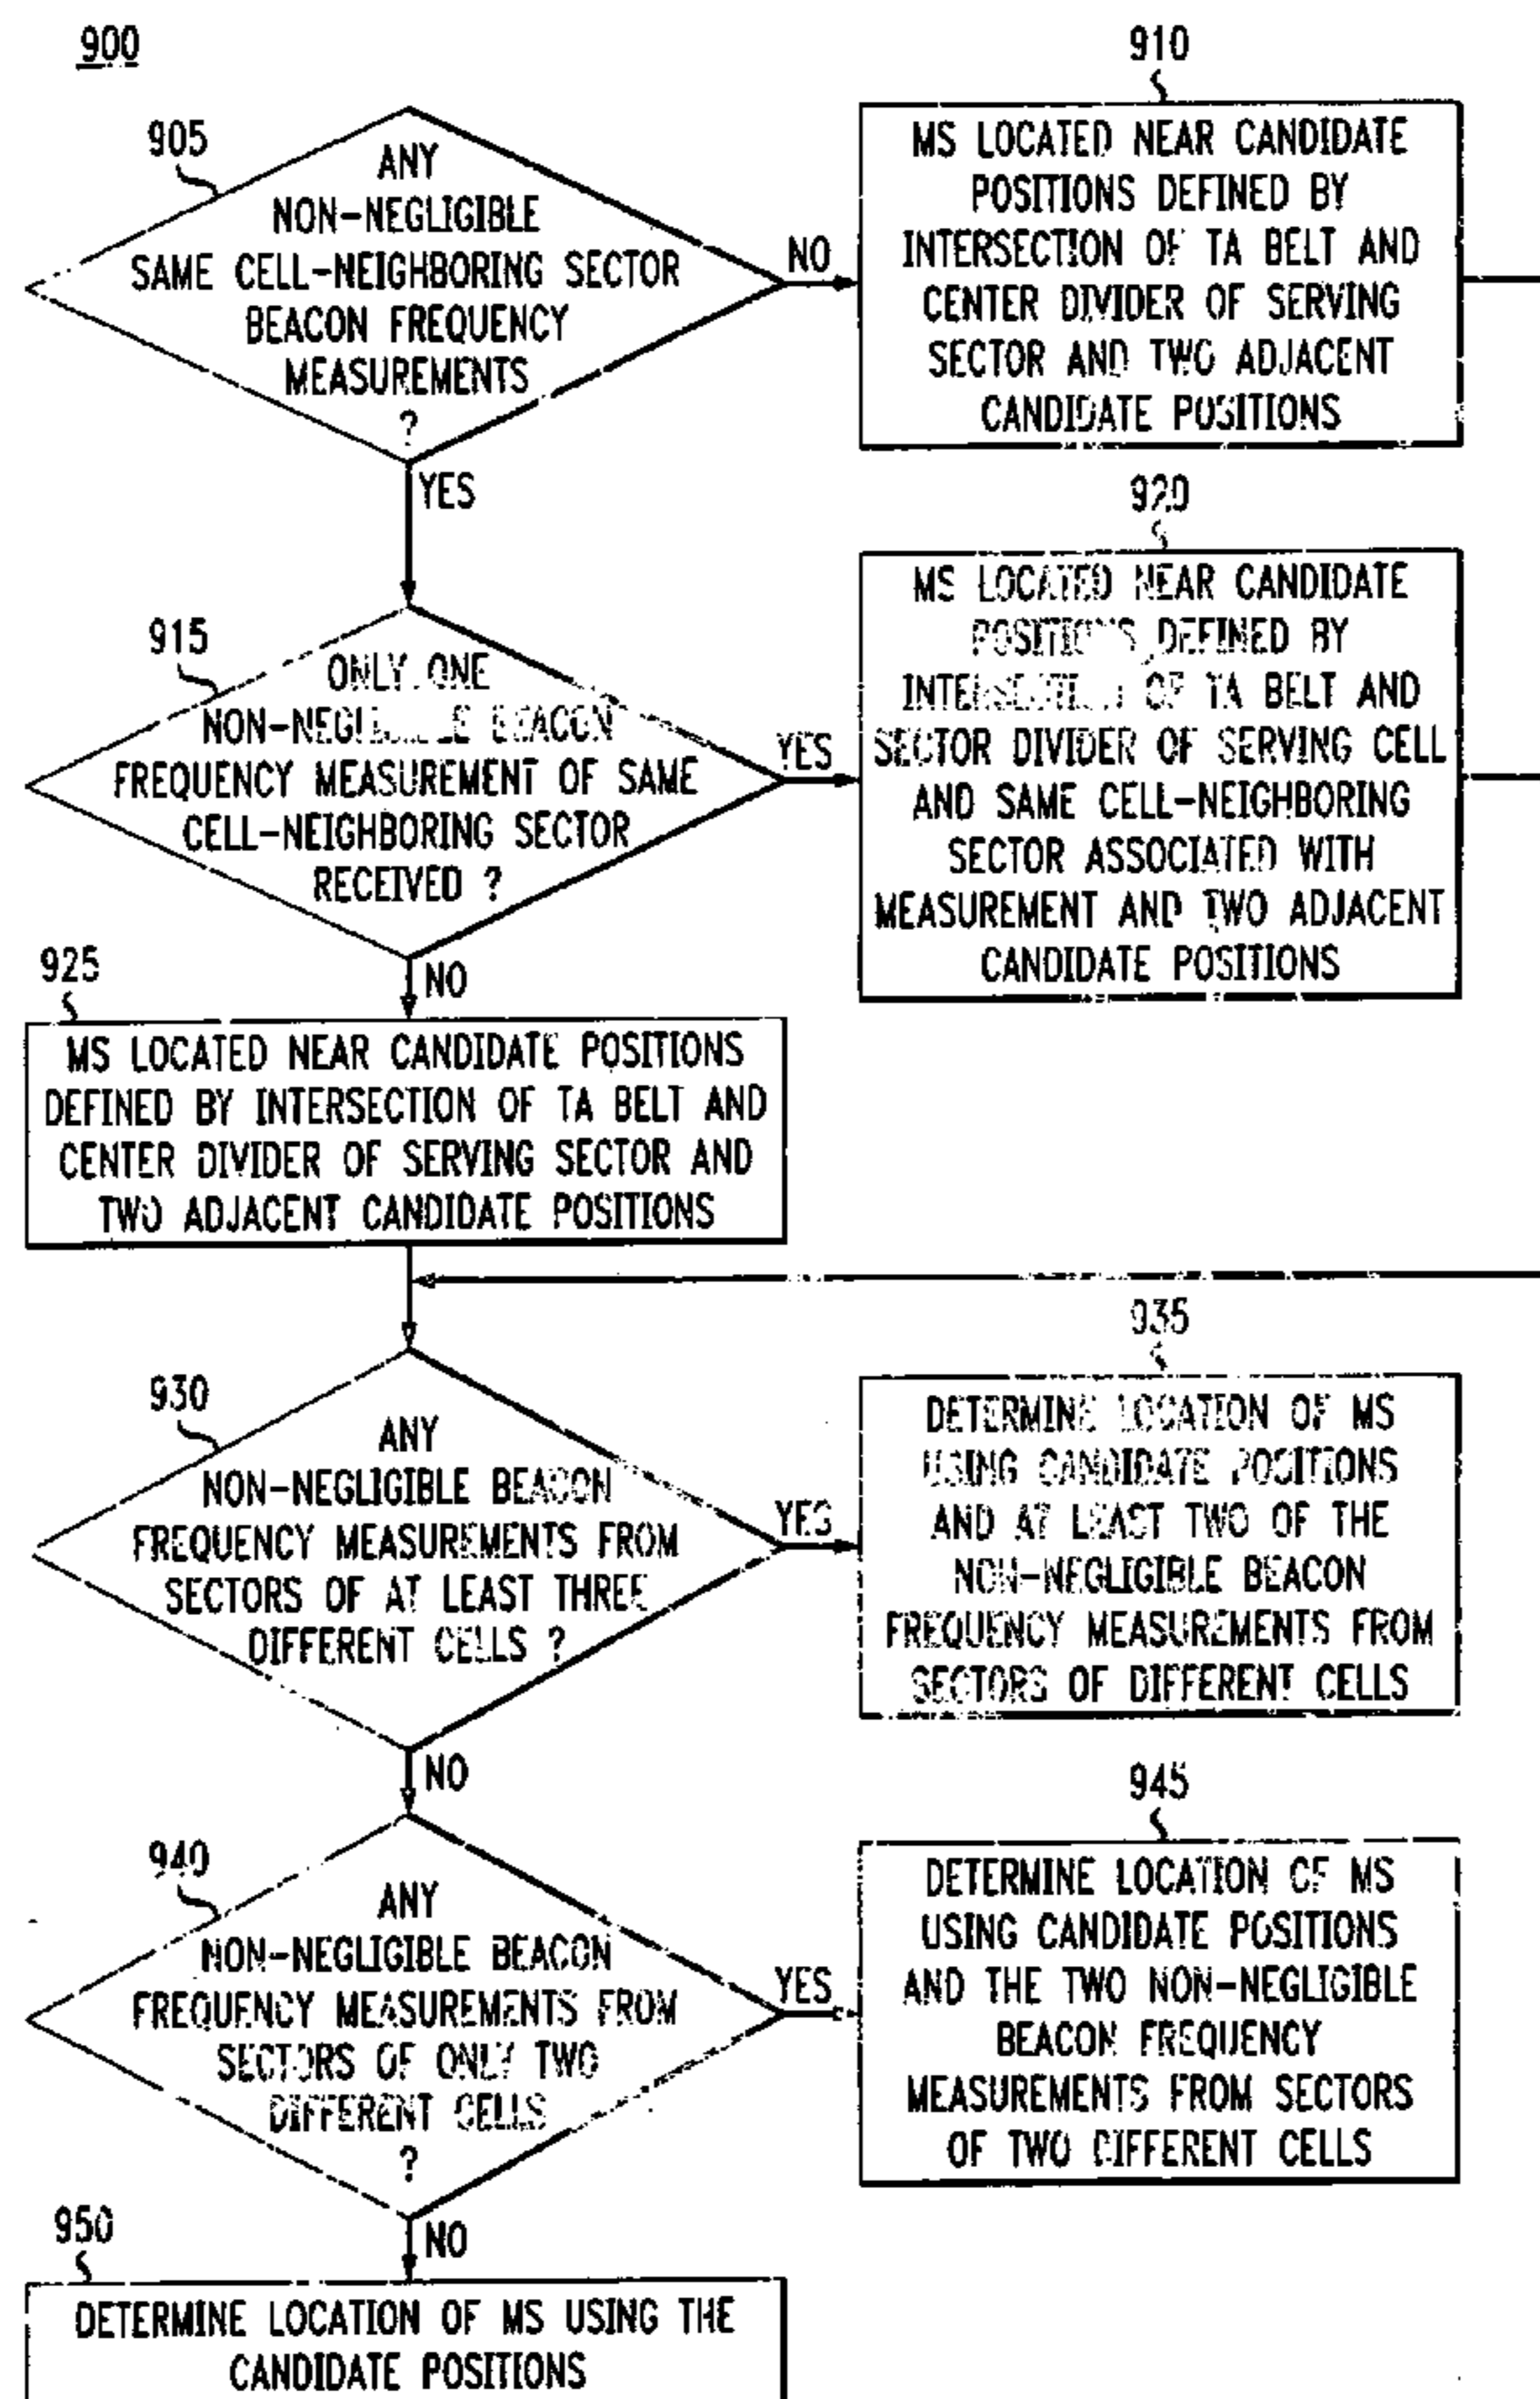 900
905
ANY
NON-NEGLIGIBLE
SAME CELL-NEIGHBORING SECTOR
BEACON FREQUENCY
MEASUREMENTS
?
NO
YES
910
MS LOCATED NEAR CANDIDATE
POSITIONS DEFINED BY
INTERSECTION OF TA BELT AND
CENTER DIVIDER OF SERVING
SECTOR AND TWO ADJACENT
CANDIDATE POSITIONS
915
ONLY ONE
NON-NEGLIGIBLE BEACON
FREQUENCY MEASUREMENT OF SAME
CELL-NEIGHBORING SECTOR
RECEIVED ?
YES
NO
920
MS LOCATED NEAR CANDIDATE
POSITIONS DEFINED BY
INTERSECTION OF TA BELT AND
SECTOR DIVIDER OF SERVING CELL
AND SAME CELL-NEIGHBORING
SECTOR ASSOCIATED WITH
MEASUREMENT AND TWO ADJACENT
CANDIDATE POSITIONS
925
MS LOCATED NEAR CANDIDATE POSITIONS
DEFINED BY INTERSECTION OF TA BELT AND
CENTER DIVIDER OF SERVING SECTOR AND
TWO ADJACENT CANDIDATE POSITIONS
930
ANY
NON-NEGLIGIBLE BEACON
FREQUENCY MEASUREMENTS FROM
SECTORS OF AT LEAST THREE
DIFFERENT CELLS ?
YES
NO
935
DETERMINE LOCATION OF MS
USING CANDIDATE POSITIONS
AND AT LEAST TWO OF THE
NON-NEGLIGIBLE BEACON
FREQUENCY MEASUREMENTS FROM
SECTORS OF DIFFERENT CELLS
940
ANY
NON-NEGLIGIBLE BEACON
FREQUENCY MEASUREMENTS FROM
SECTORS OF ONLY TWO
DIFFERENT CELLS
?
YES
NO
945
DETERMINE LOCATION OF MS
USING CANDIDATE POSITIONS
AND THE TWO NON-NEGLIGIBLE
BEACON FREQUENCY
MEASUREMENTS FROM SECTORS
OF TWO DIFFERENT CELLS
950
DETERMINE LOCATION OF MS USING THE
CANDIDATE POSITIONS